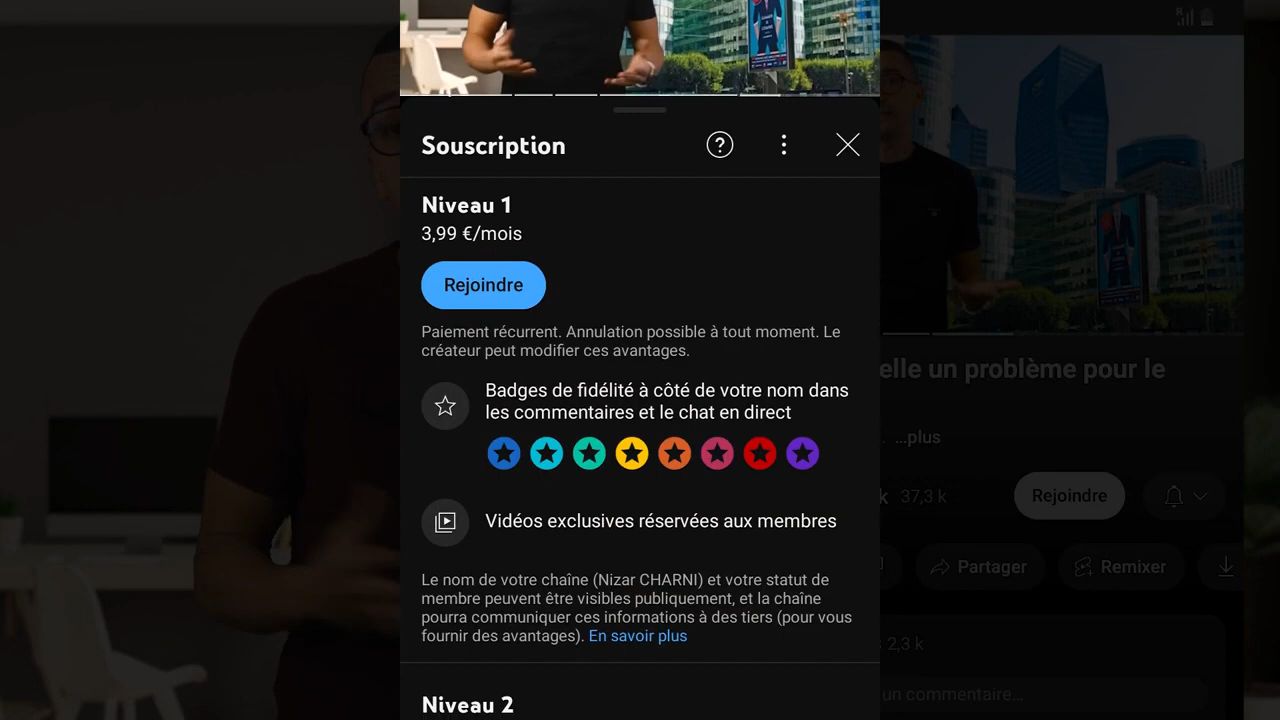 Souscription
Niveau 1
3,99 €/mois
Rejoindre
Paiement récurrent. Annulation possible à tout moment. Le
créateur peut modifier ces avantages.
Badges de fidélité à côté de votre nom dans
les commentaires et le chat en direct
Vidéos exclusives réservées aux membres
Le nom de votre chaîne (Nizar CHARNI) et votre statut de
membre peuvent être visibles publiquement, et la chaîne
pourra communiquer ces informations à des tiers (pour vous
fournir des avantages). En savoir plus
Niveau 2
elle un problème pour le
...plus
k 37,3 k
Rejoindre
Partager
Remixer
2,3 k
un commentaire...